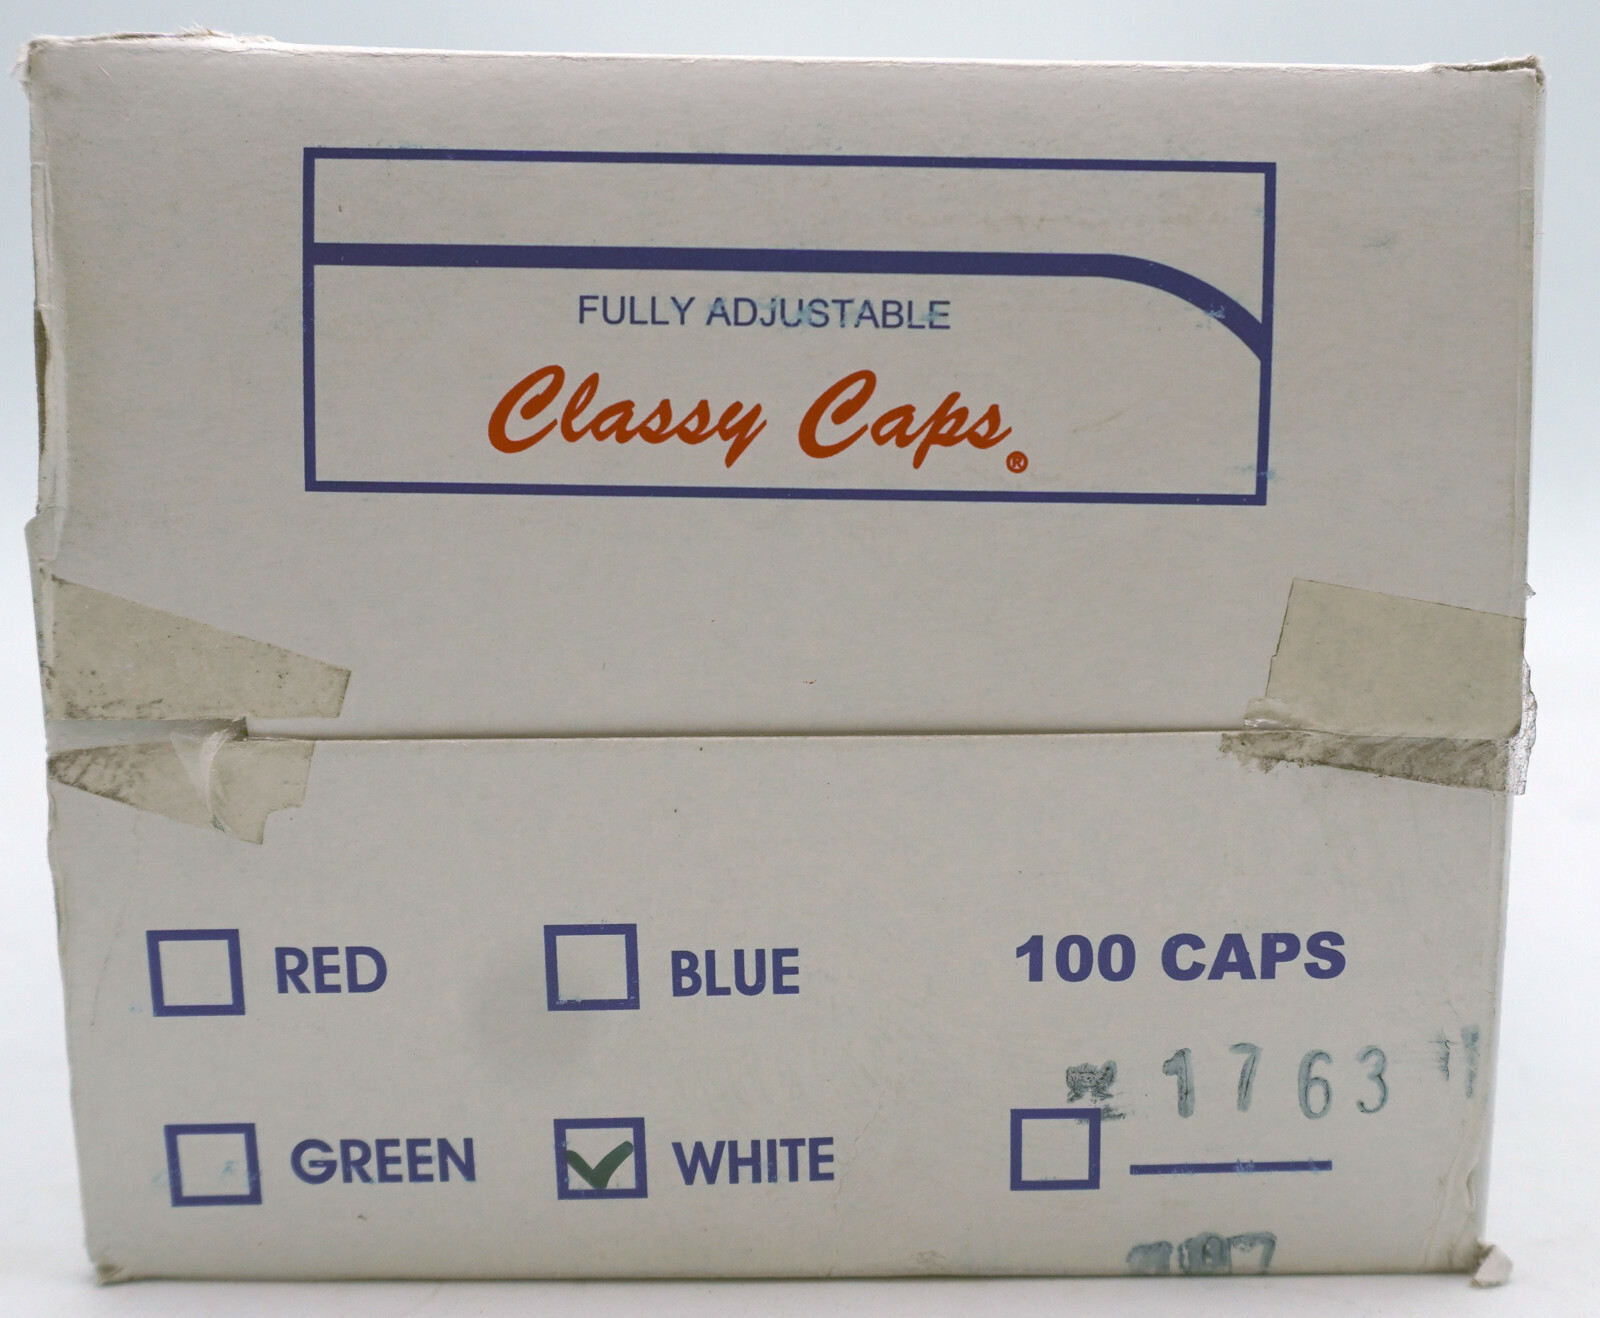 FULLY ADJUSTABLE
Classy Caps®
RED
BLUE
100 CAPS
1763
GREEN
WHITE